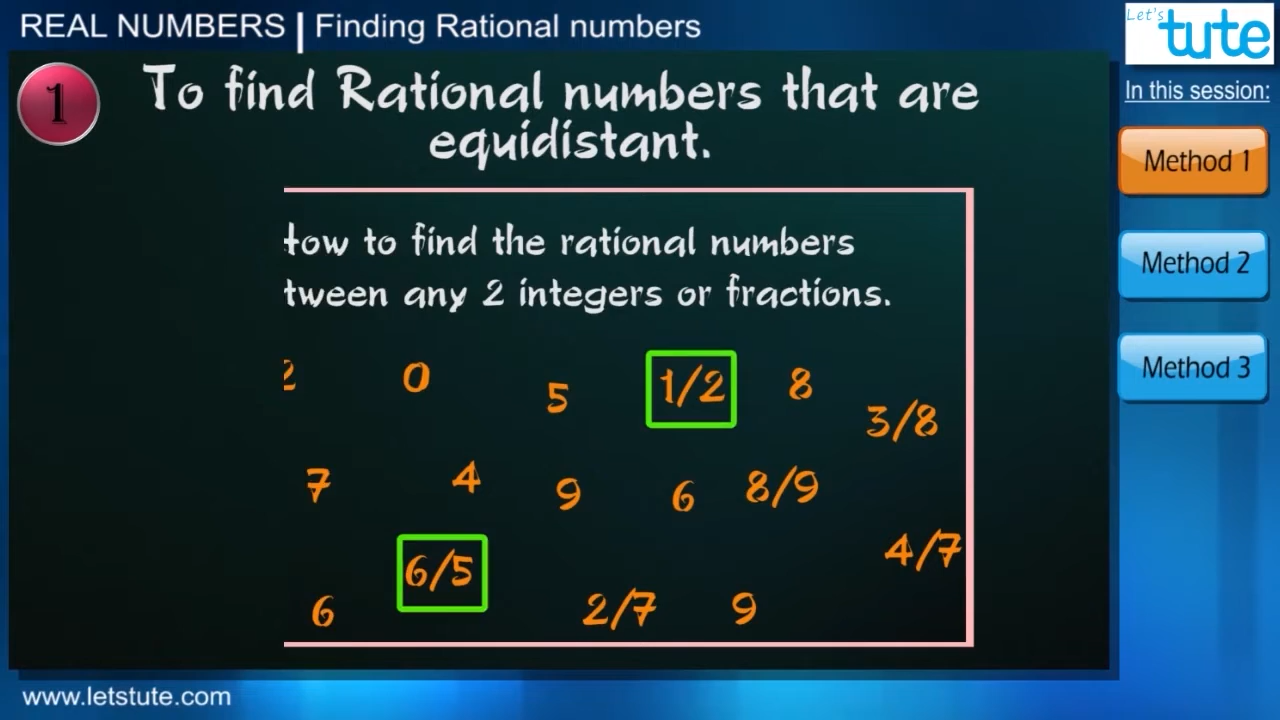 REAL NUMBERS | Finding Rational numbers
Let's
tute
In this session:
1
To find Rational numbers that are
equidistant.
Method 1
Method 2
Method 3
to find the rational numbers
any 2 integers or fractions.
0
5
1/2
8
3/8
7
4
9
6
8/9
4/7
6/5
6
2/7
9
www.letstute.com